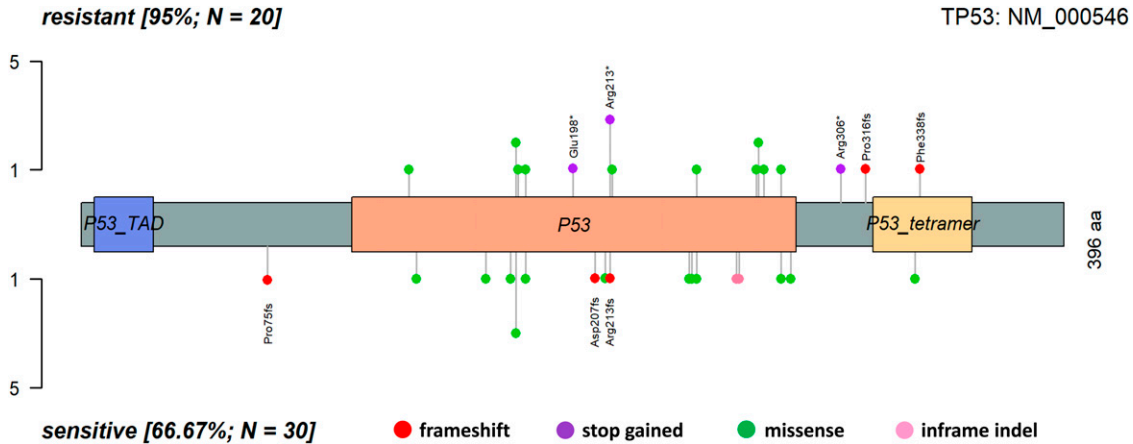 resistant [95%; N = 20]
TP53: NM_000546
5
1
Glu198*
Arg213*
Arg306*
Pro316fs
Phe338fs
P53_TAD
P53
P53_tetramer
396 aa
1
Pro75fs
Asp207fs
Arg213fs
5
sensitive [66.67%; N = 30]
frameshift
stop gained
missense
inframe indel